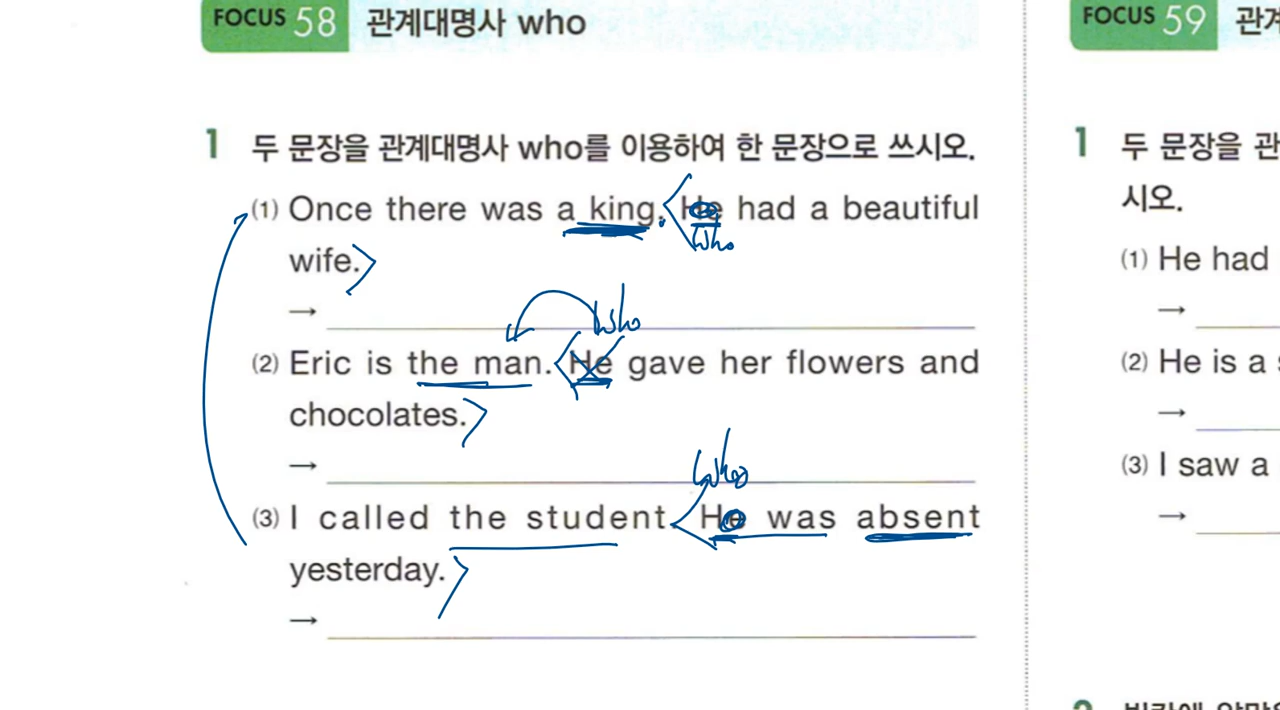 FOCUS 58 관계대명사 who
1 두 문장을 관계대명사 who를 이용하여 한 문장으로 쓰시오.
(1) Once there was a king. He had a beautiful
who
wife.
→
who
(2) Eric is the man. He gave her flowers and
chocolates.
→
who
(3) I called the student. He was absent
yesterday.
→
FOCUS 59
1 두 문장을
시오.
(1) He had
→
(2) He is a
→
(3) I saw a
→